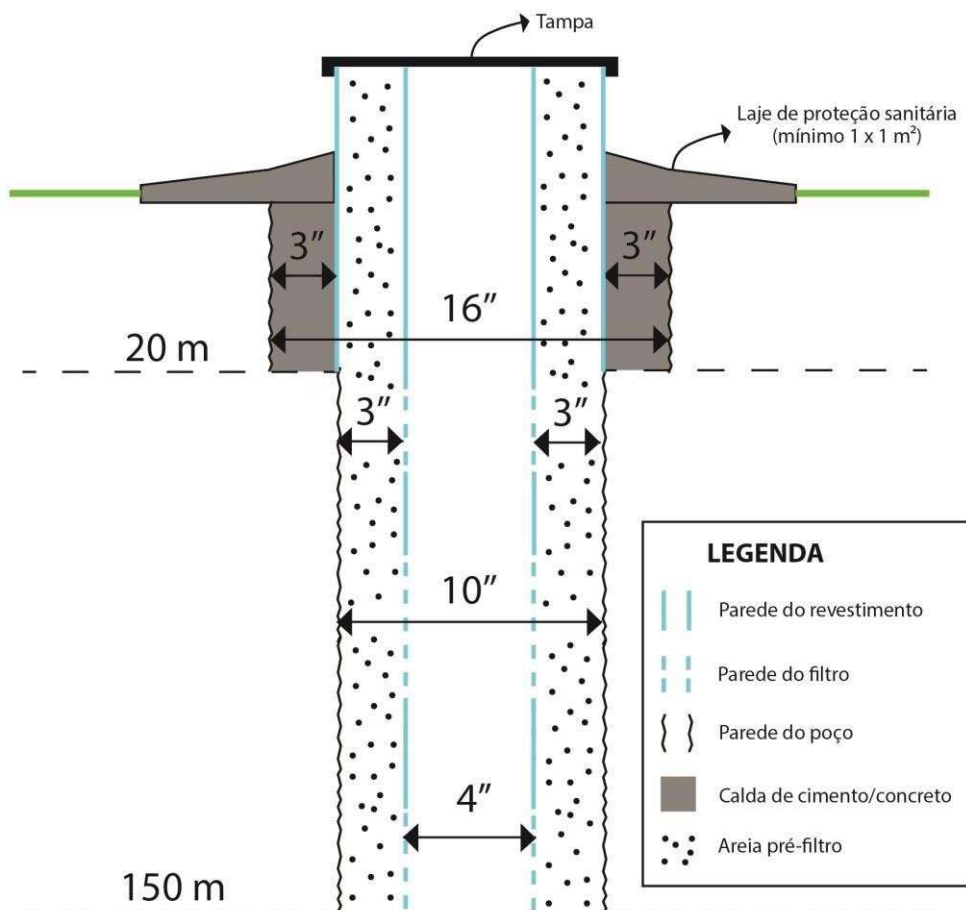 Tampa
Laje de proteção sanitária
(mínimo 1 x 1 m²)
3” 3”
16”
20 m
3” 3”
10”
4”
150 m
LEGENDA
Parede do revestimento
Parede do filtro
Parede do poço
Calda de cimento/concreto
Areia pré-filtro